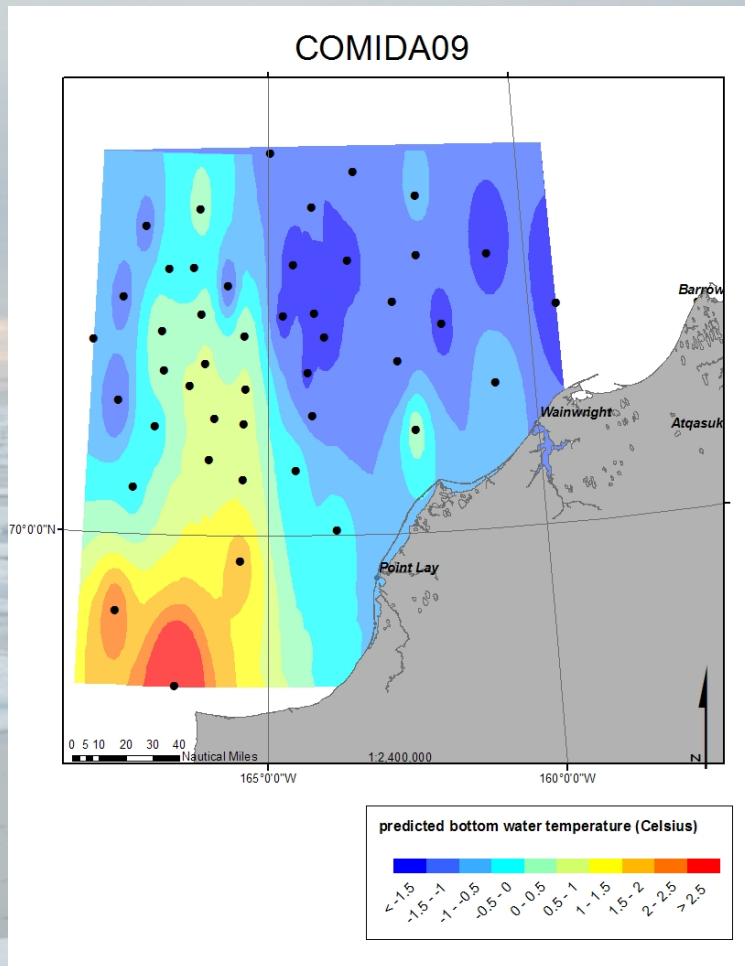 COMIDA09
Barrow
Wainwright
Atqasuk
70°0'0"N
Point Lay
0 5 10 20 30 40
Nautical Miles
1:2,400,000
N
165°0'0"W
160°0'0"W
predicted bottom water temperature (Celsius)
< -1.5
-1.5 - -1
-1 - -0.5
-0.5 - 0
0 - 0.5
0.5 - 1
1 - 1.5
1.5 - 2
2 - 2.5
> 2.5